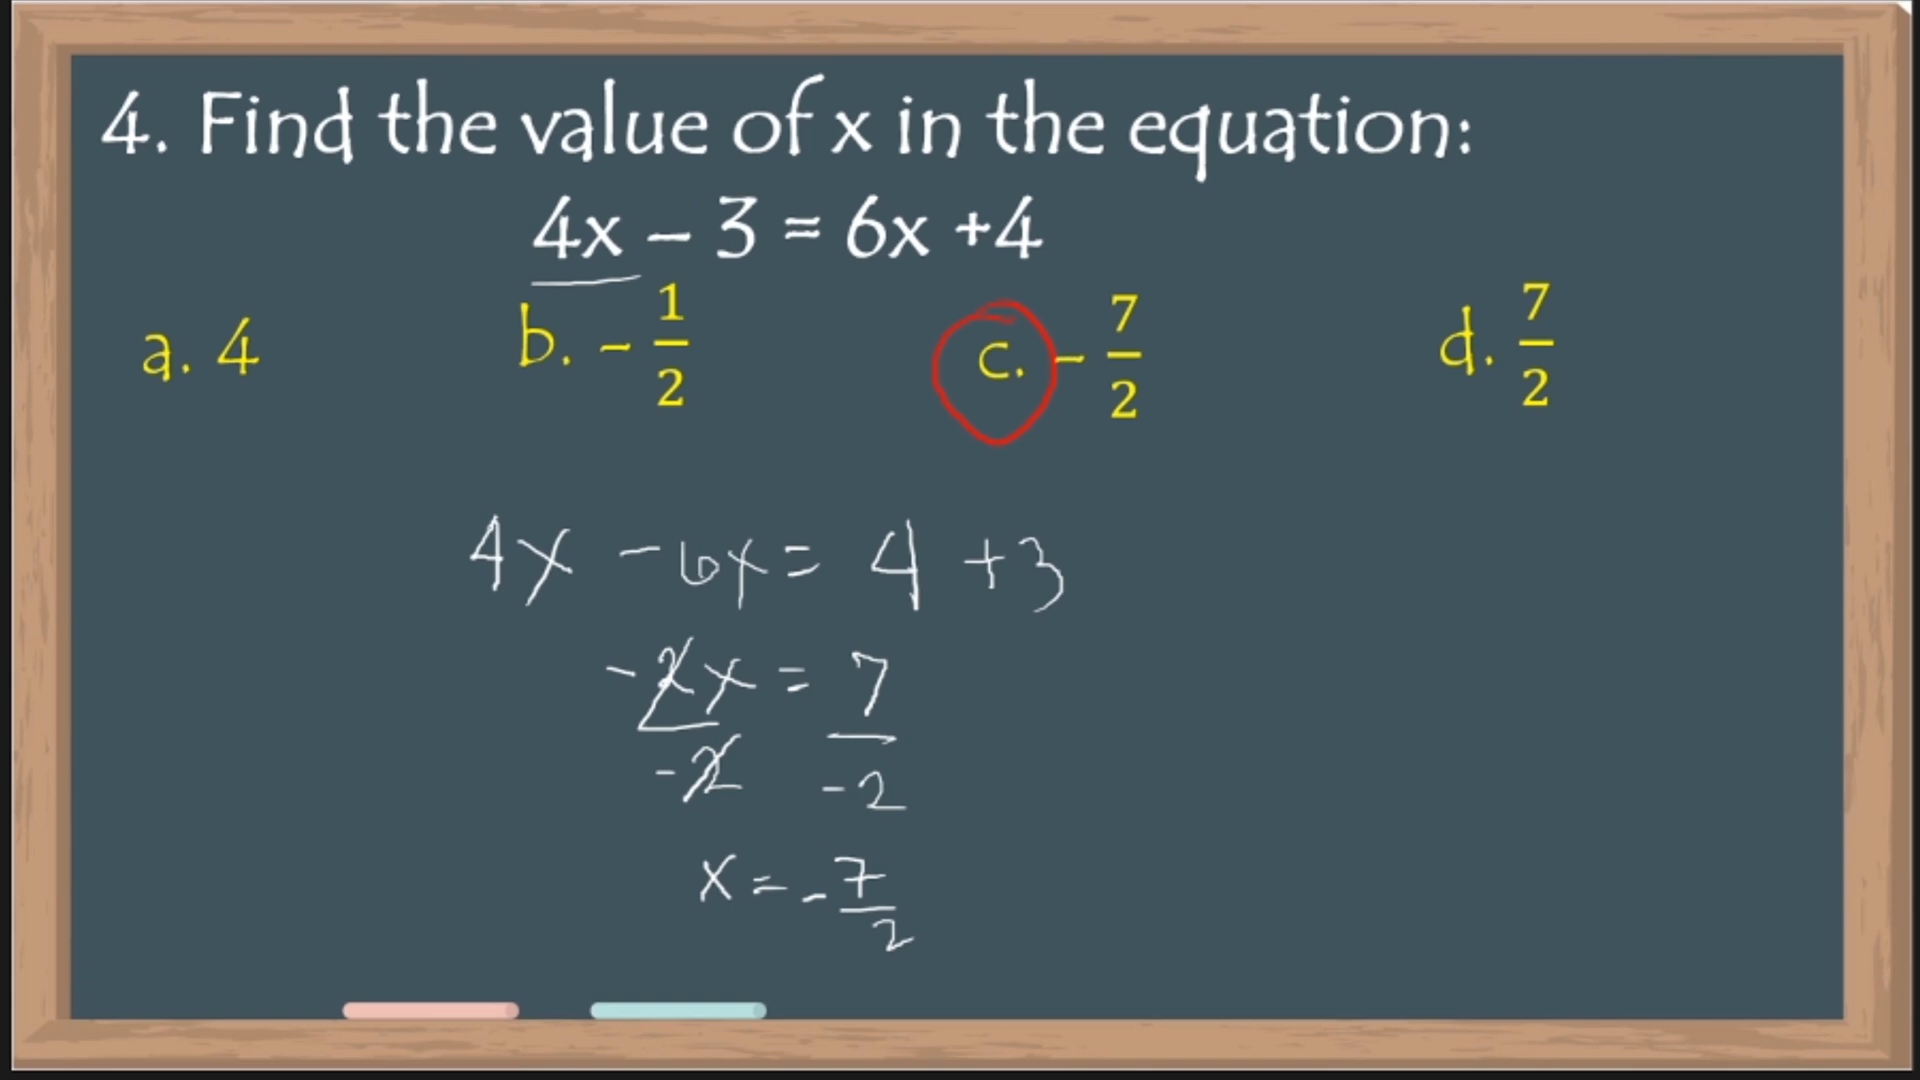 4. Find the value of x in the equation:
4x – 3 = 6x +4
a. 4 b. - 1/2 c. - 7/2 d. 7/2
4x - 6x = 4 + 3
-2x = 7
-2 -2
x = - 7/2